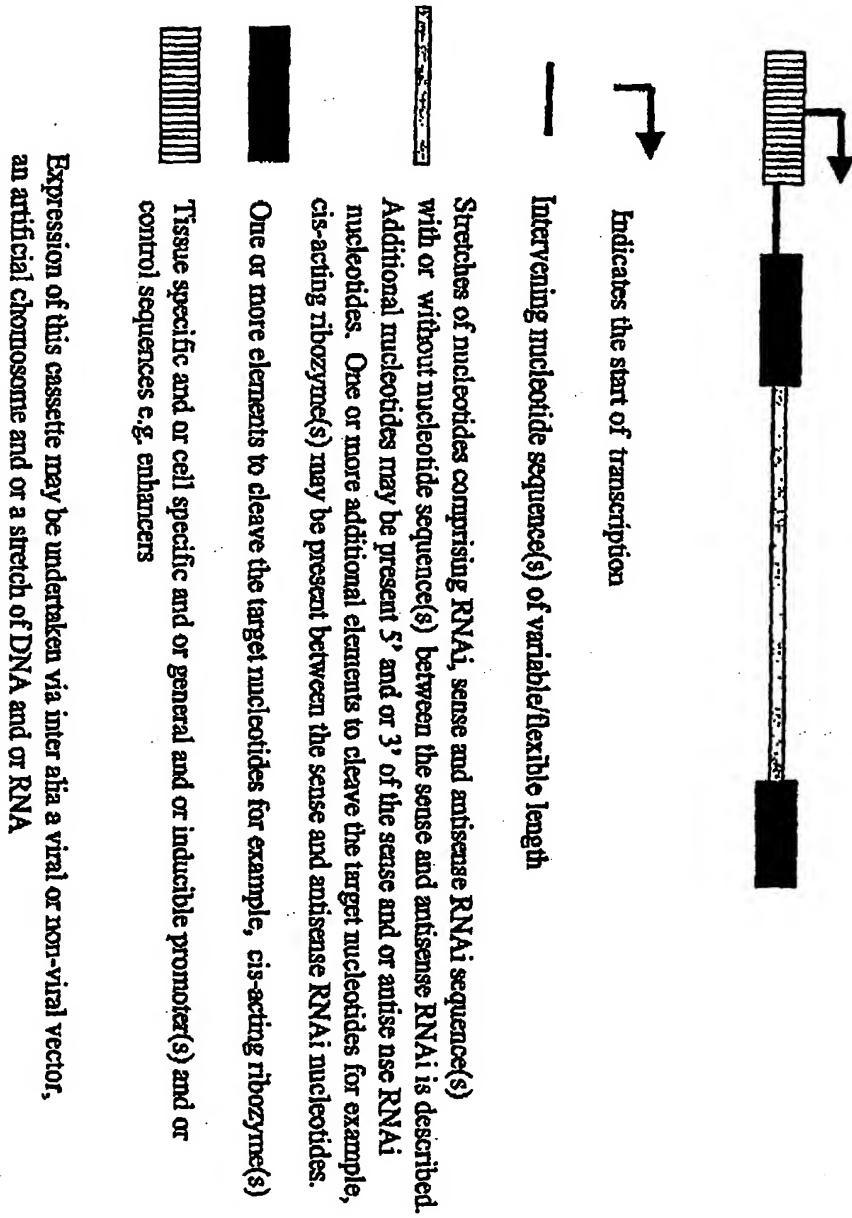 Indicates the start of transcription
Intervening nucleotide sequence(s) of variable/flexible length
Stretches of nucleotides comprising RNAi, sense and antisense RNAi sequence(s)
with or without nucleotide sequence(s) between the sense and antisense RNAi is described.
Additional nucleotides may be present 5' and or 3' of the sense and or antise nse RNAi
nucleotides. One or more additional elements to cleave the target nucleotides for example,
cis-acting ribozyme(s) may be present between the sense and antisense RNAi nucleotides.
One or more elements to cleave the target nucleotides for example, cis-acting ribozyme(s)
Tissue specific and or cell specific and or general and or inducible promoter(s) and or
control sequences e.g. enhancers
Expression of this cassette may be undertaken via inter alia a viral or non-viral vector,
an artificial chomosome and or a stretch of DNA and or RNA